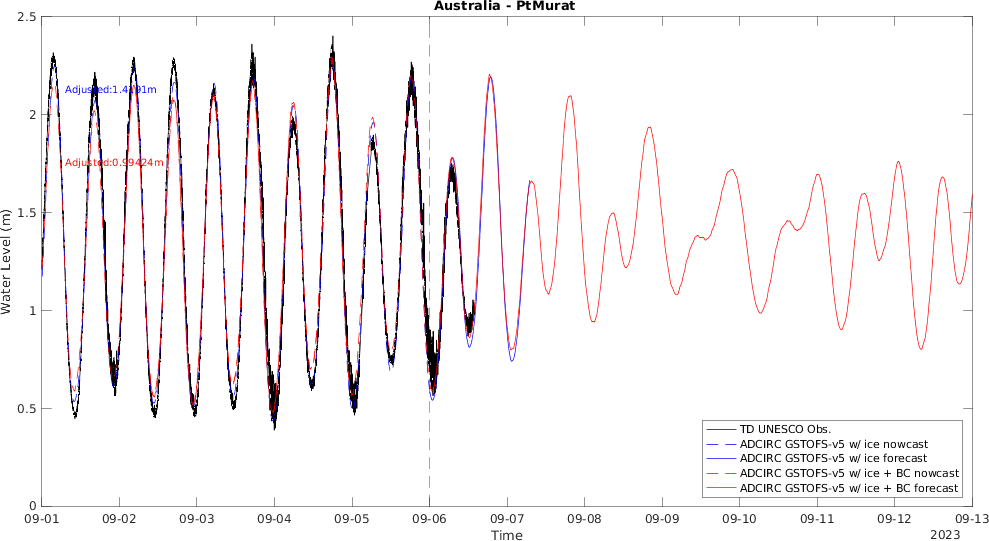 Australia - PtMurat
2.5
2
1.5
1
0.5
0
Water Level (m)
Adjusted:0.99424m
TD UNESCO Obs.
ADCIRC GSTOFS-v5 w/ ice nowcast
ADCIRC GSTOFS-v5 w/ ice forecast
ADCIRC GSTOFS-v5 w/ ice + BC nowcast
ADCIRC GSTOFS-v5 w/ ice + BC forecast
09-01 09-02 09-03 09-04 09-05 09-06 09-07 09-08 09-09 09-10 09-11 09-12 09-13
Time
2023